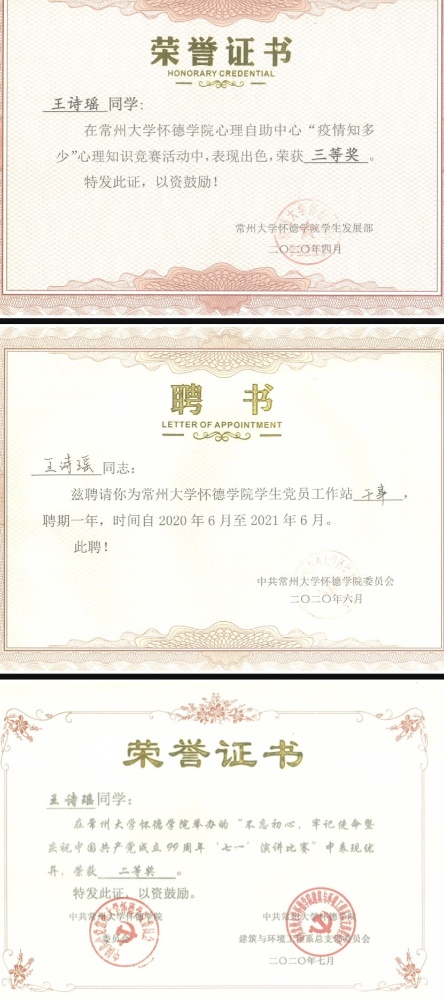 荣誉证书
HONORARY CREDENTIAL
王诗瑶 同学:
在常州大学怀德学院心理自助中心“疫情知多
少”心理知识竞赛活动中,表现出色,荣获 三等奖 。
特发此证，以资鼓励!
常州大学怀德学院学生发展部
二〇二〇年四月
聘 书
LETTER OF APPOINTMENT
王诗瑶 同志:
兹聘请你为常州大学怀德学院学生党员工作站 干事 ，
聘期一年，时间自 2020 年 6 月至 2021 年 6 月。
此聘!
中共常州大学怀德学院委员会
二〇二〇年六月
荣誉证书
王诗瑶同学:
在常州大学怀德学院举办的“不忘初心，牢记使命暨
庆祝中国共产党成立 99 周年‘七一’演讲比赛”中表现优
异，荣获 二等奖 。
特发此证，以资鼓励。
中共常州大学怀德学院
委员会
中共常州大学怀德学院
建筑与环境工程系总支部委员会
二〇二〇年七月